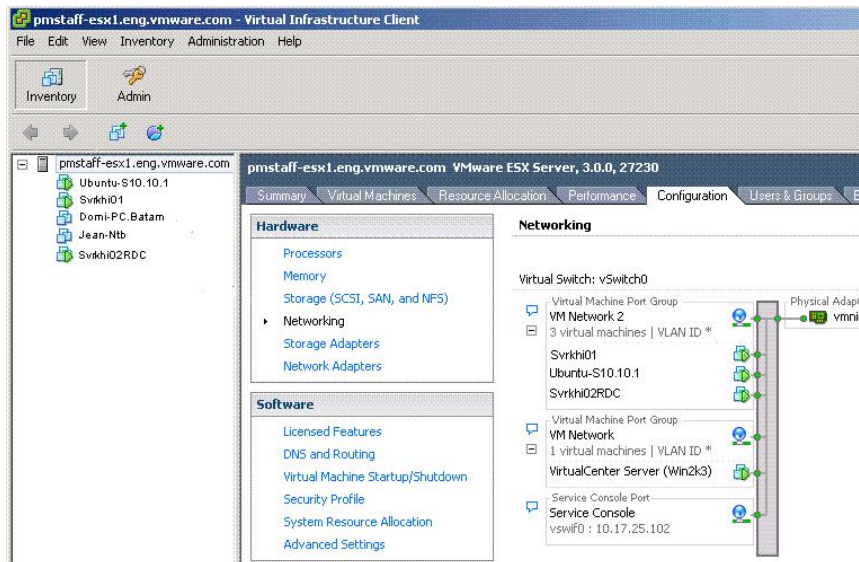 pmstaff-esx1.eng.vmware.com - Virtual Infrastructure Client
File Edit View Inventory Administration Help
Inventory
Admin
pmstaff-esx1.eng.vmware.com
Ubuntu-S10.10.1
Svrkhi01
Domi-PC.Batam
Jean-Ntb
Svrkhi02RDC
pmstaff-esx1.eng.vmware.com VMware ESX Server, 3.0.0, 27230
Summary Virtual Machines Resource Allocation Performance Configuration Users & Groups E
Hardware
Processors
Memory
Storage (SCSI, SAN, and NFS)
Networking
Storage Adapters
Network Adapters
Software
Licensed Features
DNS and Routing
Virtual Machine Startup/Shutdown
Security Profile
System Resource Allocation
Advanced Settings
Networking
Virtual Switch: vSwitch0
Virtual Machine Port Group
VM Network 2
3 virtual machines | VLAN ID *
Svrkhi01
Ubuntu-S10.10.1
Svrkhi02RDC
Virtual Machine Port Group
VM Network
1 virtual machines | VLAN ID *
VirtualCenter Server (Win2k3)
Service Console Port
Service Console
vswif0 : 10.17.25.102
Physical Adapt
vmni